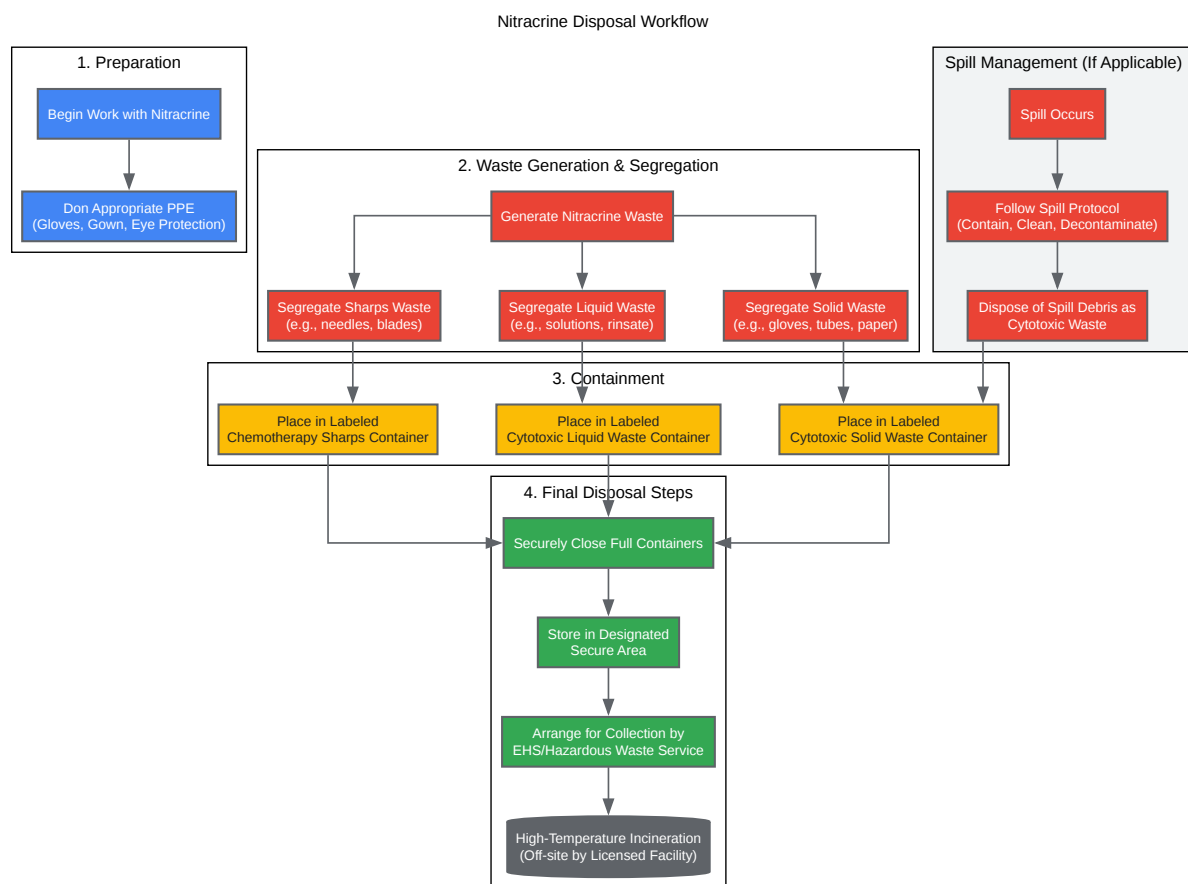 Nitracrine Disposal Workflow
1. Preparation
Begin Work with Nitracrine
Don Appropriate PPE
(Gloves, Gown, Eye Protection)
2. Waste Generation & Segregation
Generate Nitracrine Waste
Segregate Sharps Waste
(e.g., needles, blades)
Segregate Liquid Waste
(e.g., solutions, rinsate)
Segregate Solid Waste
(e.g., gloves, tubes, paper)
Spill Management (If Applicable)
Spill Occurs
Follow Spill Protocol
(Contain, Clean, Decontaminate)
Dispose of Spill Debris as
Cytotoxic Waste
3. Containment
Place in Labeled
Chemotherapy Sharps Container
Place in Labeled
Cytotoxic Liquid Waste Container
Place in Labeled
Cytotoxic Solid Waste Container
4. Final Disposal Steps
Securely Close Full Containers
Store in Designated
Secure Area
Arrange for Collection by
EHS/Hazardous Waste Service
High-Temperature Incineration
(Off-site by Licensed Facility)